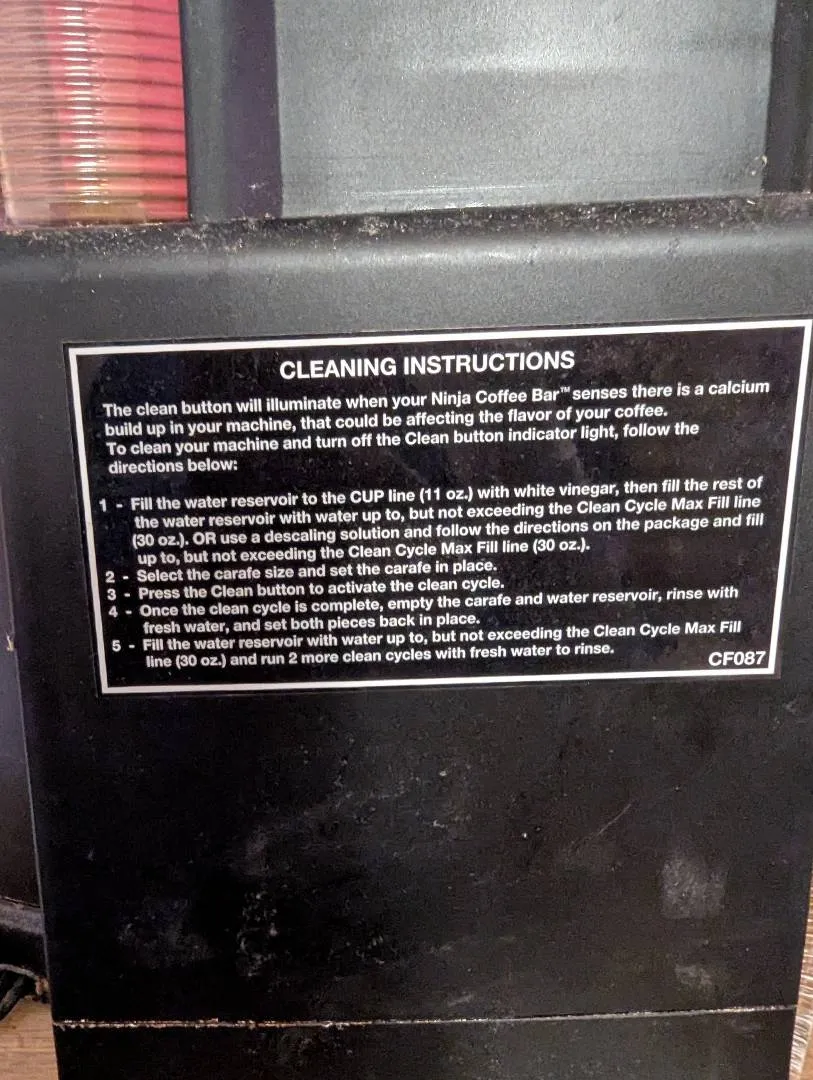 CLEANING INSTRUCTIONS
The clean button will illuminate when your Ninja Coffee Bar™ senses there is a calcium
build up in your machine, that could be affecting the flavor of your coffee.
To clean your machine and turn off the Clean button indicator light, follow the
directions below:
1 - Fill the water reservoir to the CUP line (11 oz.) with white vinegar, then fill the rest of
the water reservoir with water up to, but not exceeding the Clean Cycle Max Fill line
(30 oz.). OR use a descaling solution and follow the directions on the package and fill
up to, but not exceeding the Clean Cycle Max Fill line (30 oz.).
2 - Select the carafe size and set the carafe in place.
3 - Press the Clean button to activate the clean cycle.
4 - Once the clean cycle is complete, empty the carafe and water reservoir, rinse with
fresh water, and set both pieces back in place.
5 - Fill the water reservoir with water up to, but not exceeding the Clean Cycle Max Fill
line (30 oz.) and run 2 more clean cycles with fresh water to rinse.
CF087